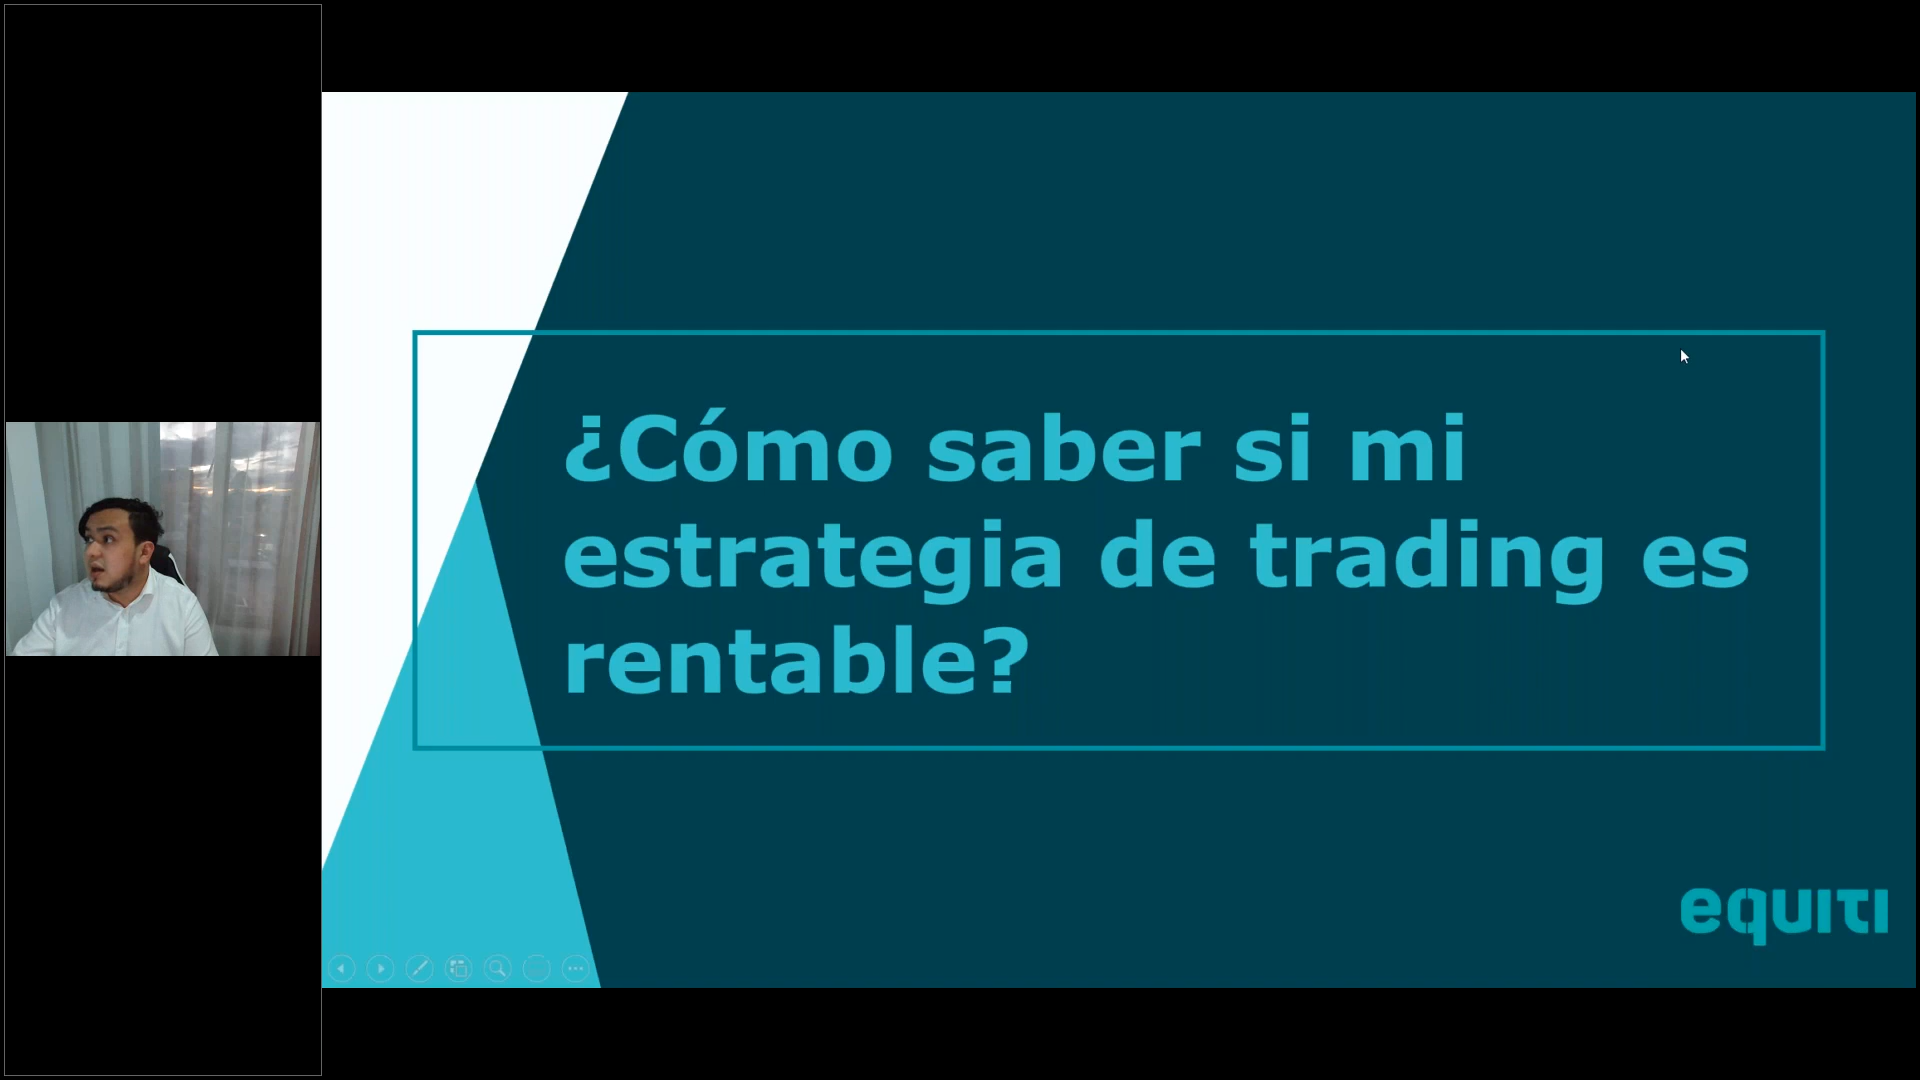 ¿Cómo saber si mi
estrategia de trading es
rentable?
equiti